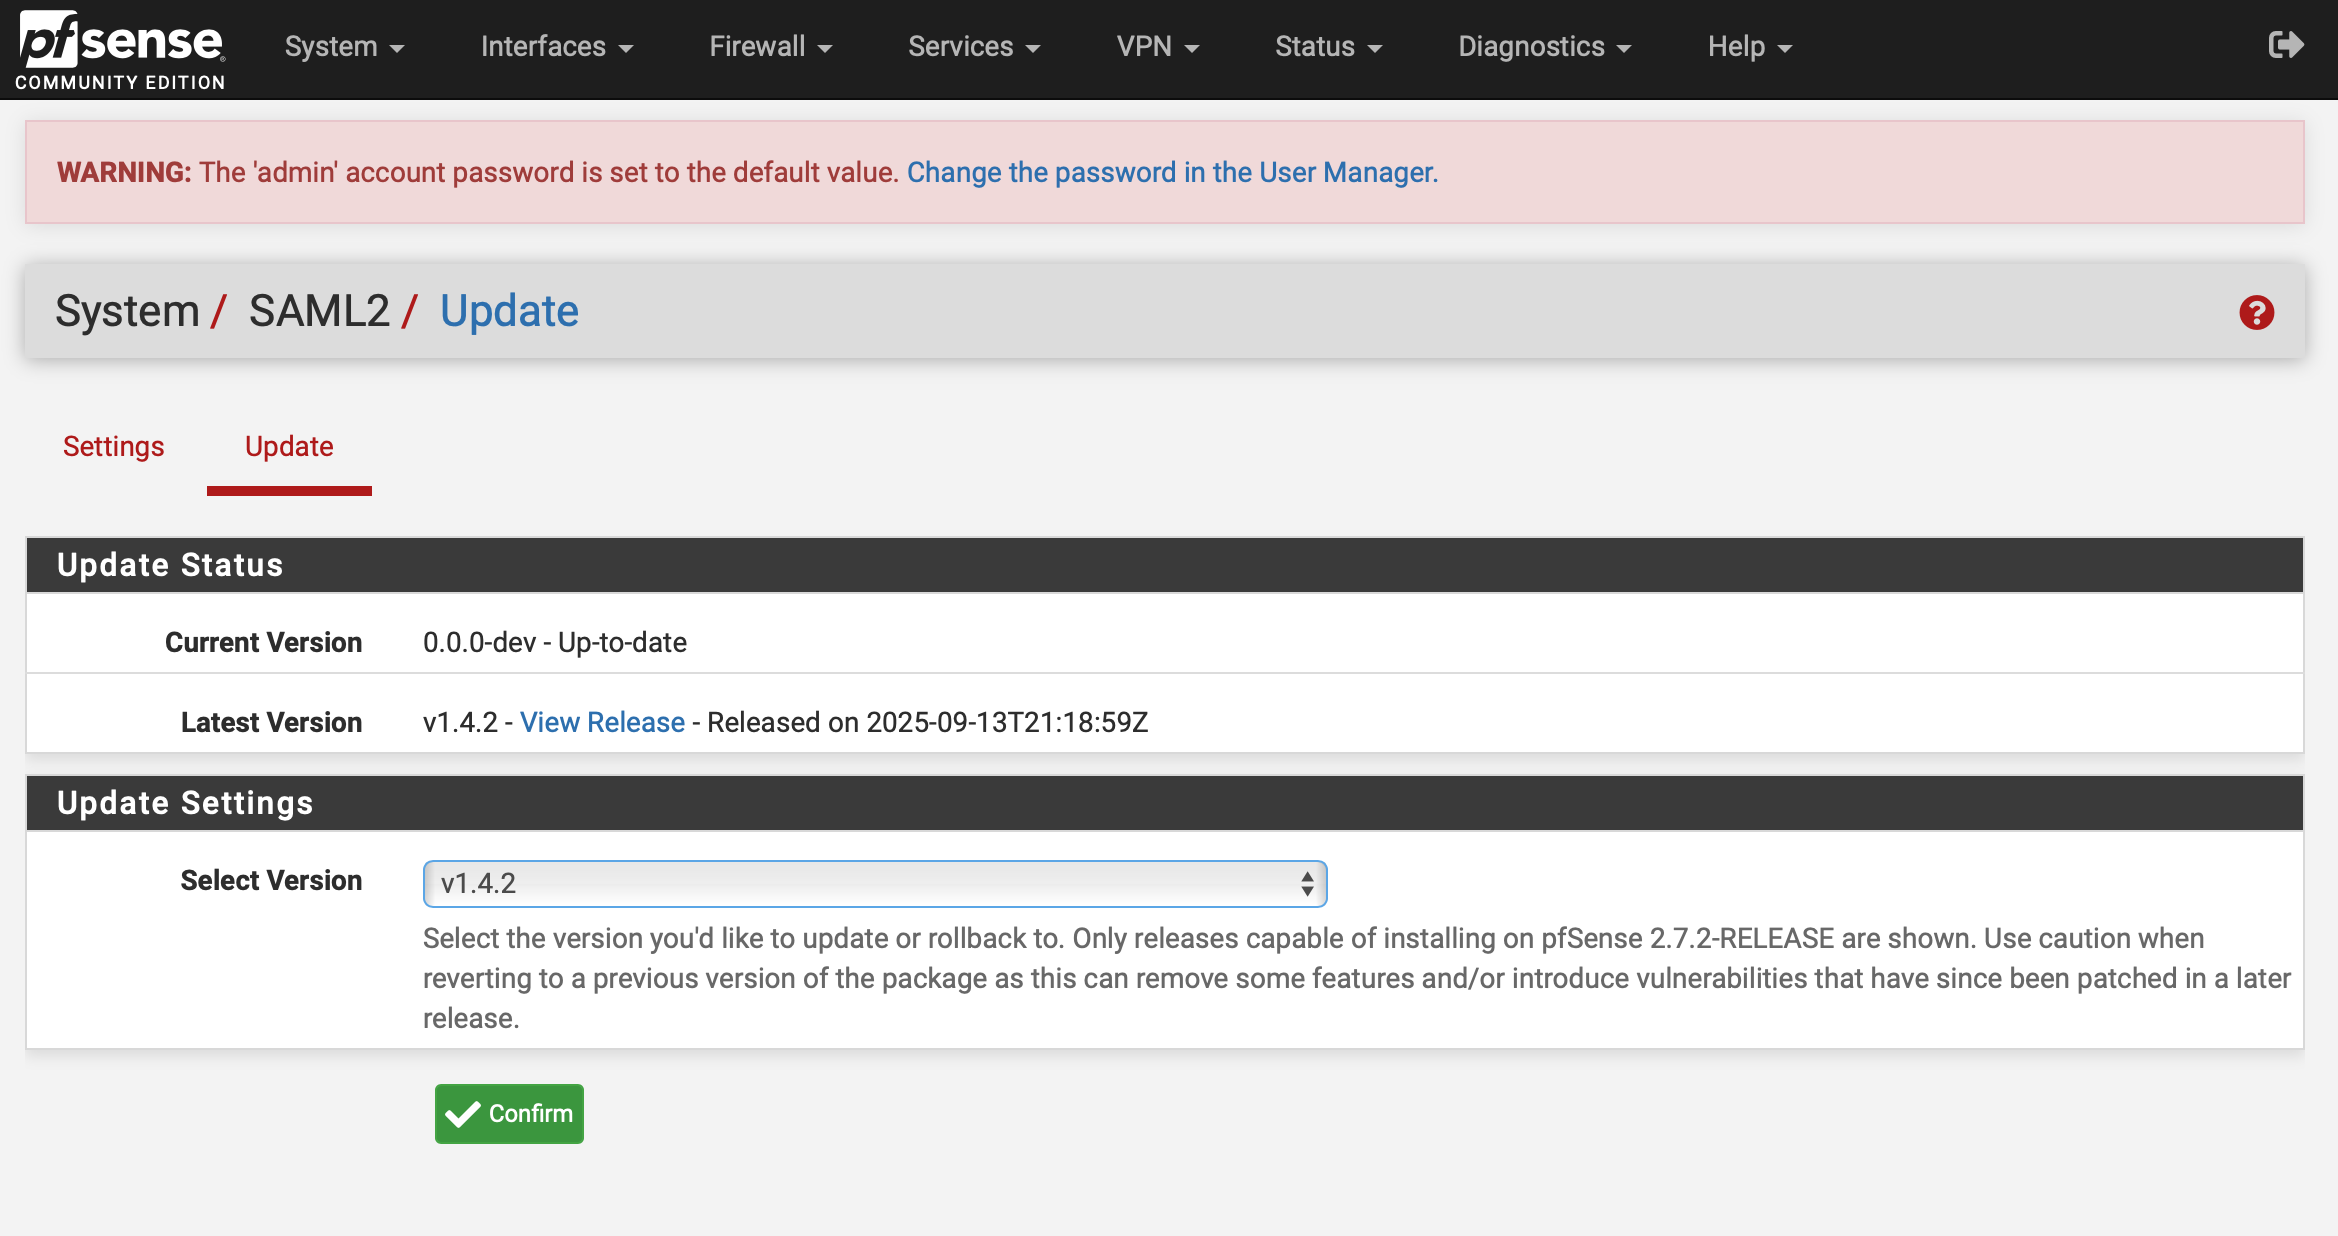 pfsense
COMMUNITY EDITION
System
Interfaces
Firewall
Services
VPN
Status
Diagnostics
Help
WARNING: The 'admin' account password is set to the default value. Change the password in the User Manager.
System / SAML2 / Update
Settings
Update
Update Status
Current Version 0.0.0-dev - Up-to-date
Latest Version v1.4.2 - View Release - Released on 2025-09-13T21:18:59Z
Update Settings
Select Version v1.4.2
Select the version you'd like to update or rollback to. Only releases capable of installing on pfSense 2.7.2-RELEASE are shown. Use caution when
reverting to a previous version of the package as this can remove some features and/or introduce vulnerabilities that have since been patched in a later
release.
Confirm